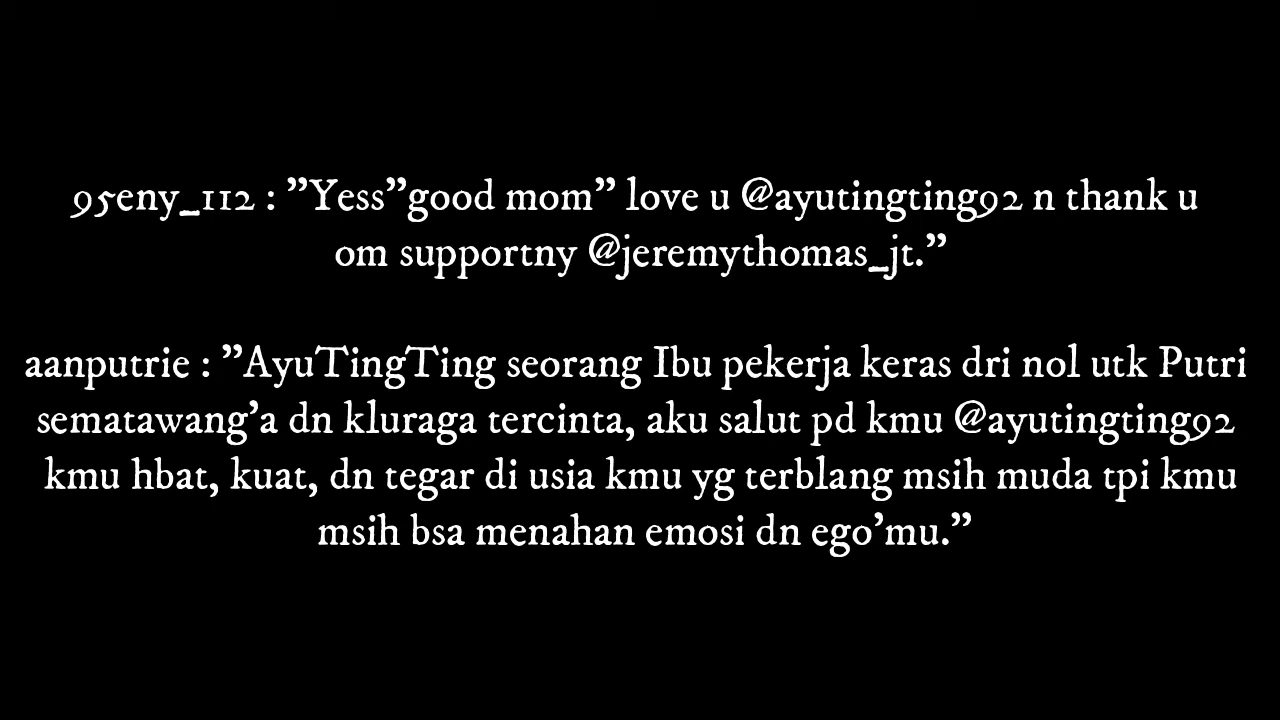 95eny_112 : ”Yess”good mom” love u @ayutingting92 n thank u
om supportny @jeremythomas_jt.”
aanputrie : ”AyuTingTing seorang Ibu pekerja keras dri nol utk Putri
sematawang’a dn kluraga tercinta, aku salut pd kmu @ayutingting92
kmu hbat, kuat, dn tegar di usia kmu yg terblang msih muda tpi kmu
msih bsa menahan emosi dn ego’mu.”